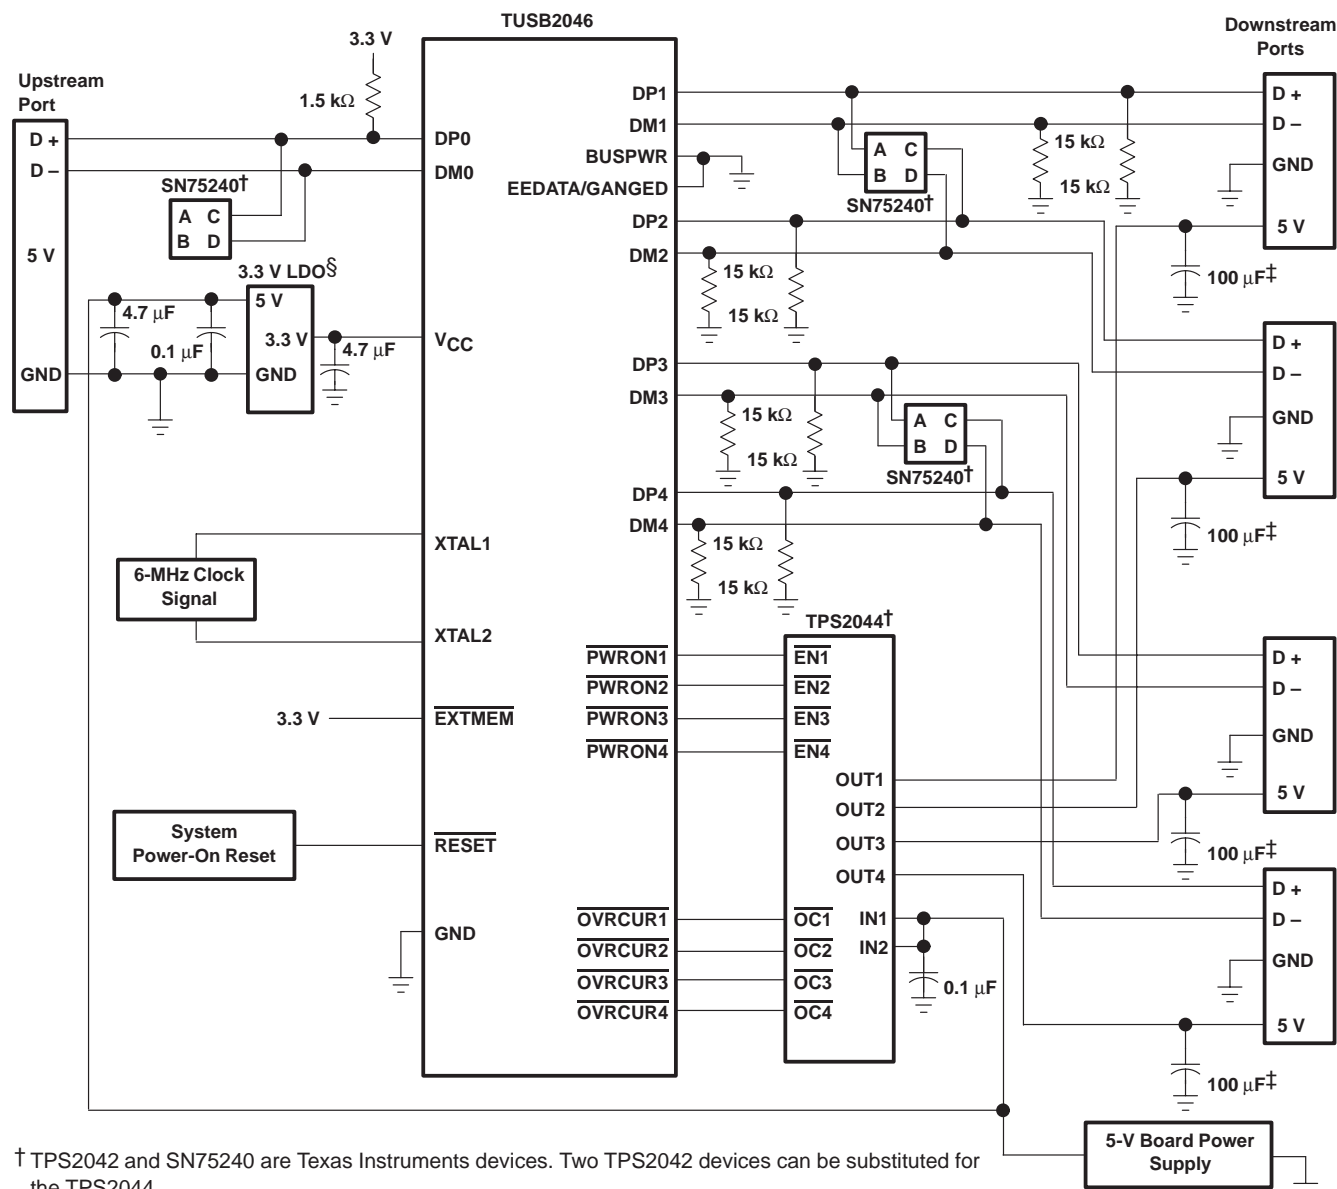 TUSB2046
Downstream
Ports
Upstream
Port
3.3 V
1.5 kΩ
D +
D –
5 V
GND
SN75240†
A C
B D
3.3 V LDO§
5 V
3.3 V
GND
4.7 μF
0.1 μF
4.7 μF
6-MHz Clock
Signal
3.3 V
System
Power-On Reset
DP0
DM0
VCC
XTAL1
XTAL2
EXTMEM
RESET
GND
DP1
DM1
BUSPWR
EEDATA/GANGED
DP2
DM2
DP3
DM3
DP4
DM4
PWRON1
PWRON2
PWRON3
PWRON4
OVRCUR1
OVRCUR2
OVRCUR3
OVRCUR4
A C
B D
SN75240†
15 kΩ
15 kΩ
15 kΩ
15 kΩ
15 kΩ
15 kΩ
A C
B D
SN75240†
15 kΩ
15 kΩ
TPS2044†
EN1
EN2
EN3
EN4
OUT1
OUT2
OUT3
OUT4
OC1
OC2
OC3
OC4
IN1
IN2
0.1 μF
D +
D –
GND
5 V
100 μF‡
D +
D –
GND
5 V
100 μF‡
D +
D –
GND
5 V
100 μF‡
D +
D –
GND
5 V
100 μF‡
5-V Board Power
Supply
† TPS2042 and SN75240 are Texas Instruments devices. Two TPS2042 devices can be substituted for
the TPS2044